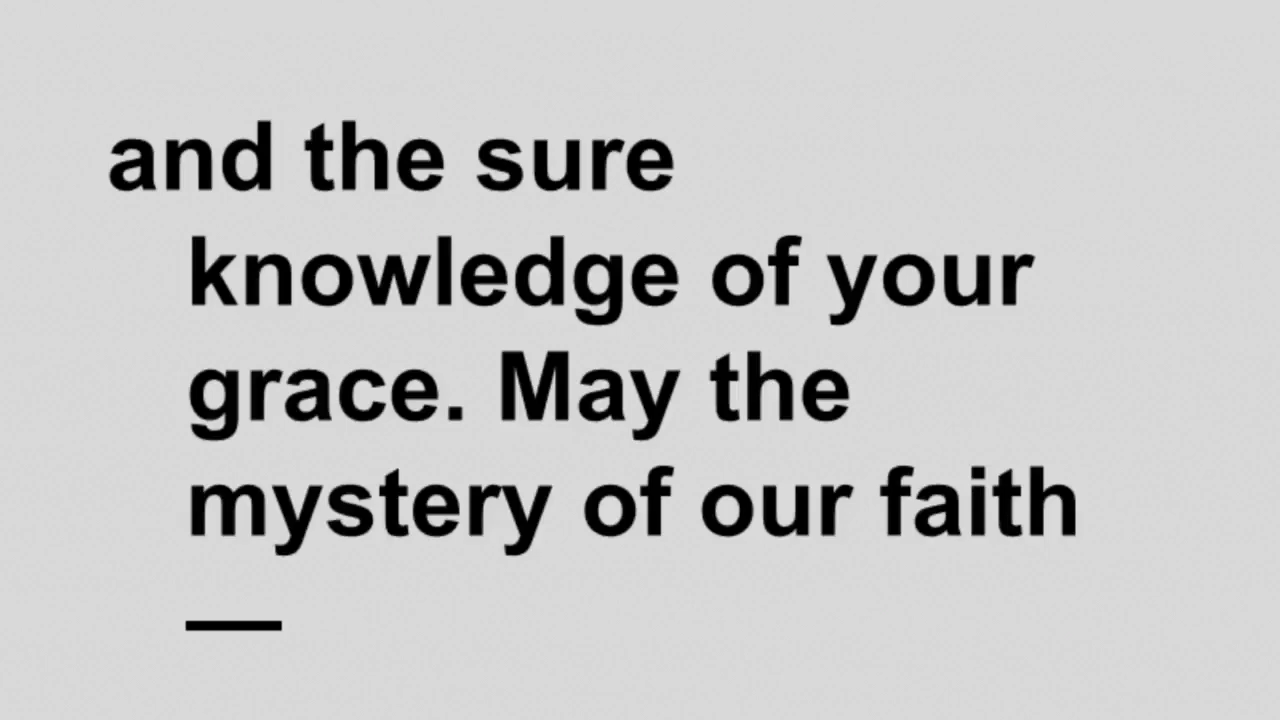 and the sure
knowledge of your
grace. May the
mystery of our faith
—